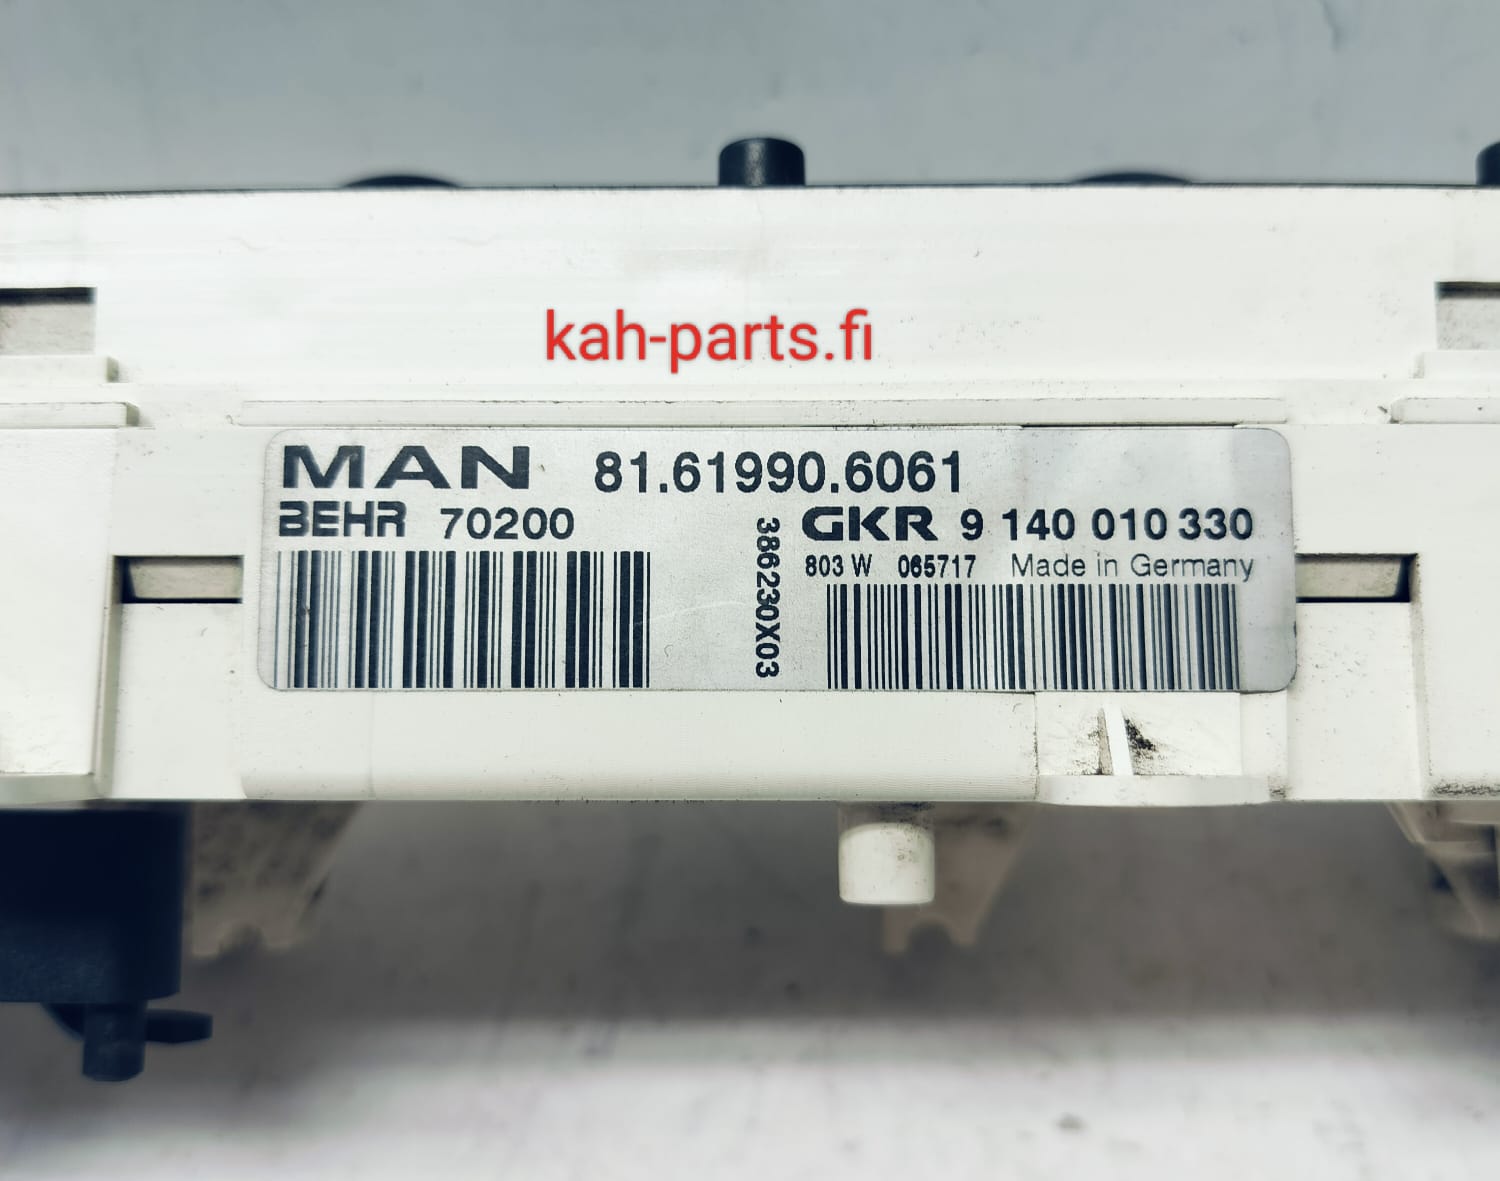 kah-parts.fi
MAN 81.61990.6061
BEHR 70200
386230X03
GKR 9 140 010 330
803 W 065717 Made in Germany